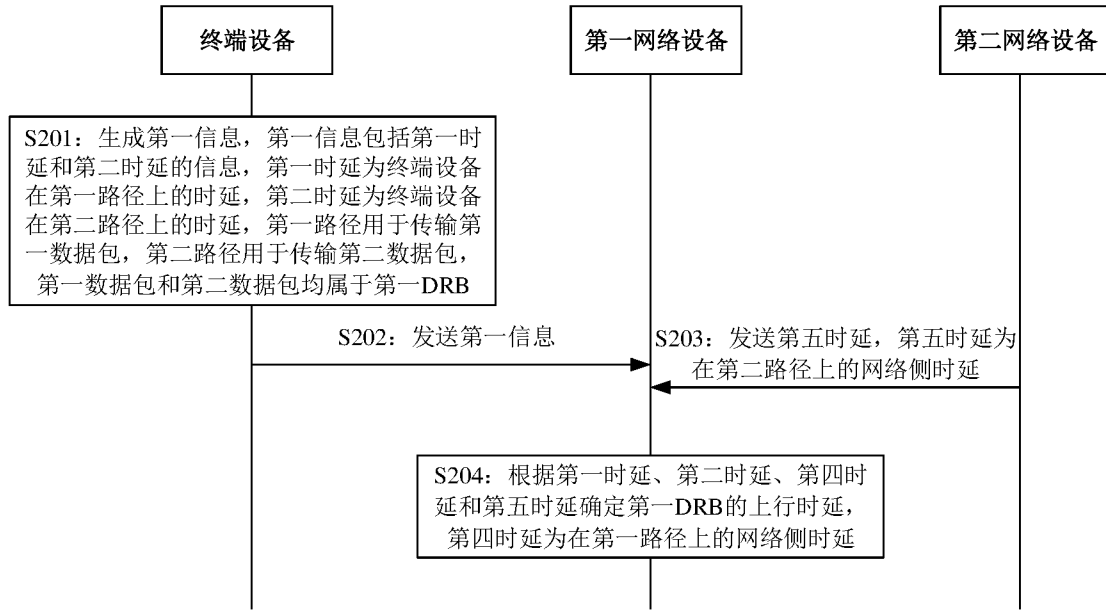 终端设备
第一网络设备
第二网络设备
S201：生成第一信息，第一信息包括第一时
延和第二时延的信息，第一时延为终端设备
在第一路径上的时延，第二时延为终端设备
在第二路径上的时延，第一路径用于传输第
一数据包，第二路径用于传输第二数据包，
第一数据包和第二数据包均属于第一DRB
S202：发送第一信息
S203：发送第五时延，第五时延为
在第二路径上的网络侧时延
S204：根据第一时延、第二时延、第四时
延和第五时延确定第一DRB的上行时延，
第四时延为在第一路径上的网络侧时延